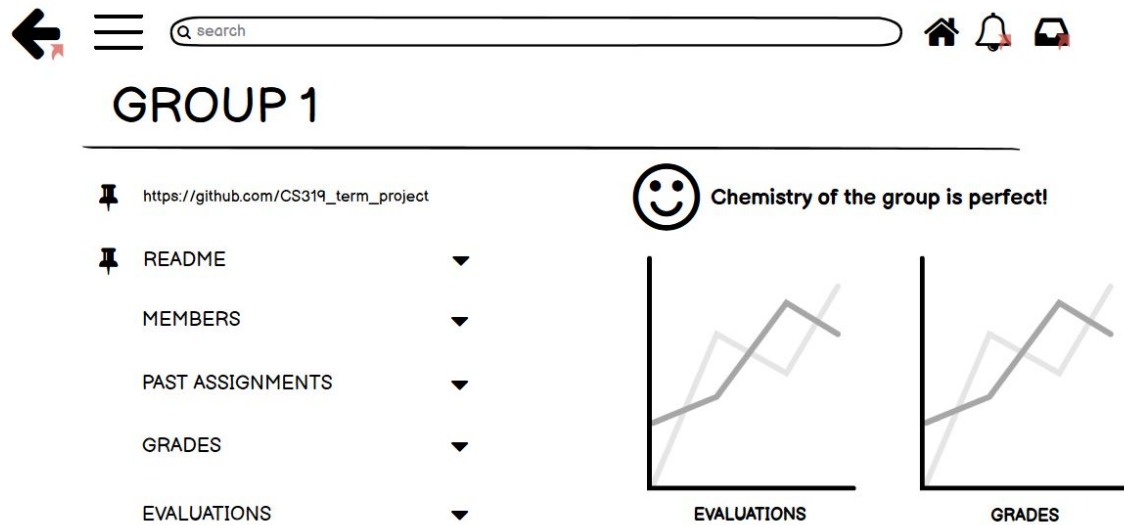 search
GROUP 1
https://github.com/CS319_term_project
README
MEMBERS
PAST ASSIGNMENTS
GRADES
EVALUATIONS
Chemistry of the group is perfect!
EVALUATIONS
GRADES